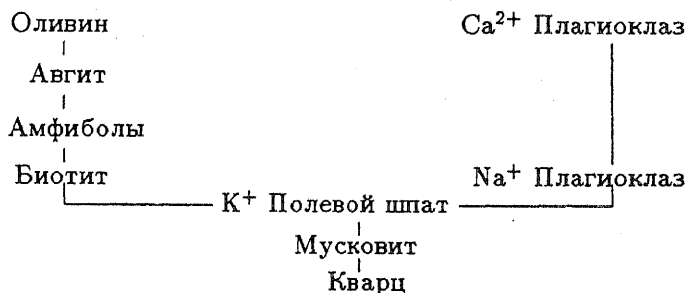 Оливин Ca²⁺ Плагиоклаз
Авгит
Амфиболы
Биотит Na⁺ Плагиоклаз
K⁺ Полевой шпат
Мусковит
Кварц